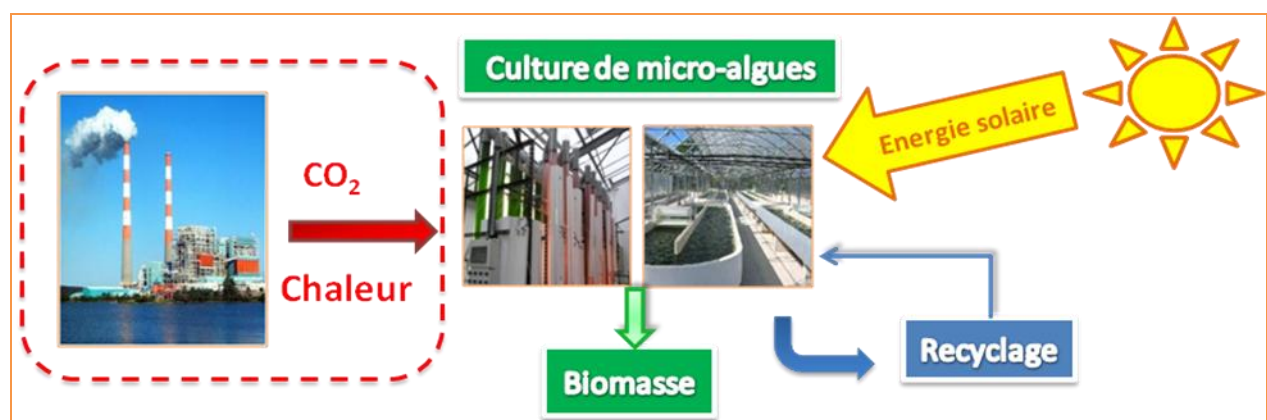 Culture de micro-algues
Energie solaire
CO₂
Chaleur
Recyclage
Biomasse